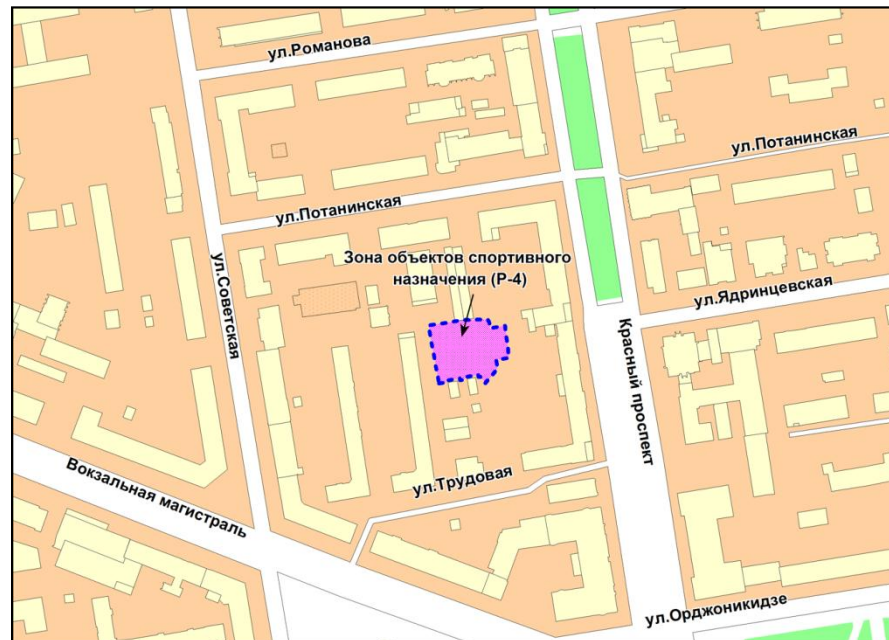 ул.Романова
ул.Потанинская
ул.Потанинская
ул.Советская
Зона объектов спортивного
назначения (Р-4)
ул.Ядринцевская
Красный проспект
Вокзальная магистраль
ул.Трудовая
ул.Орджоникидзе